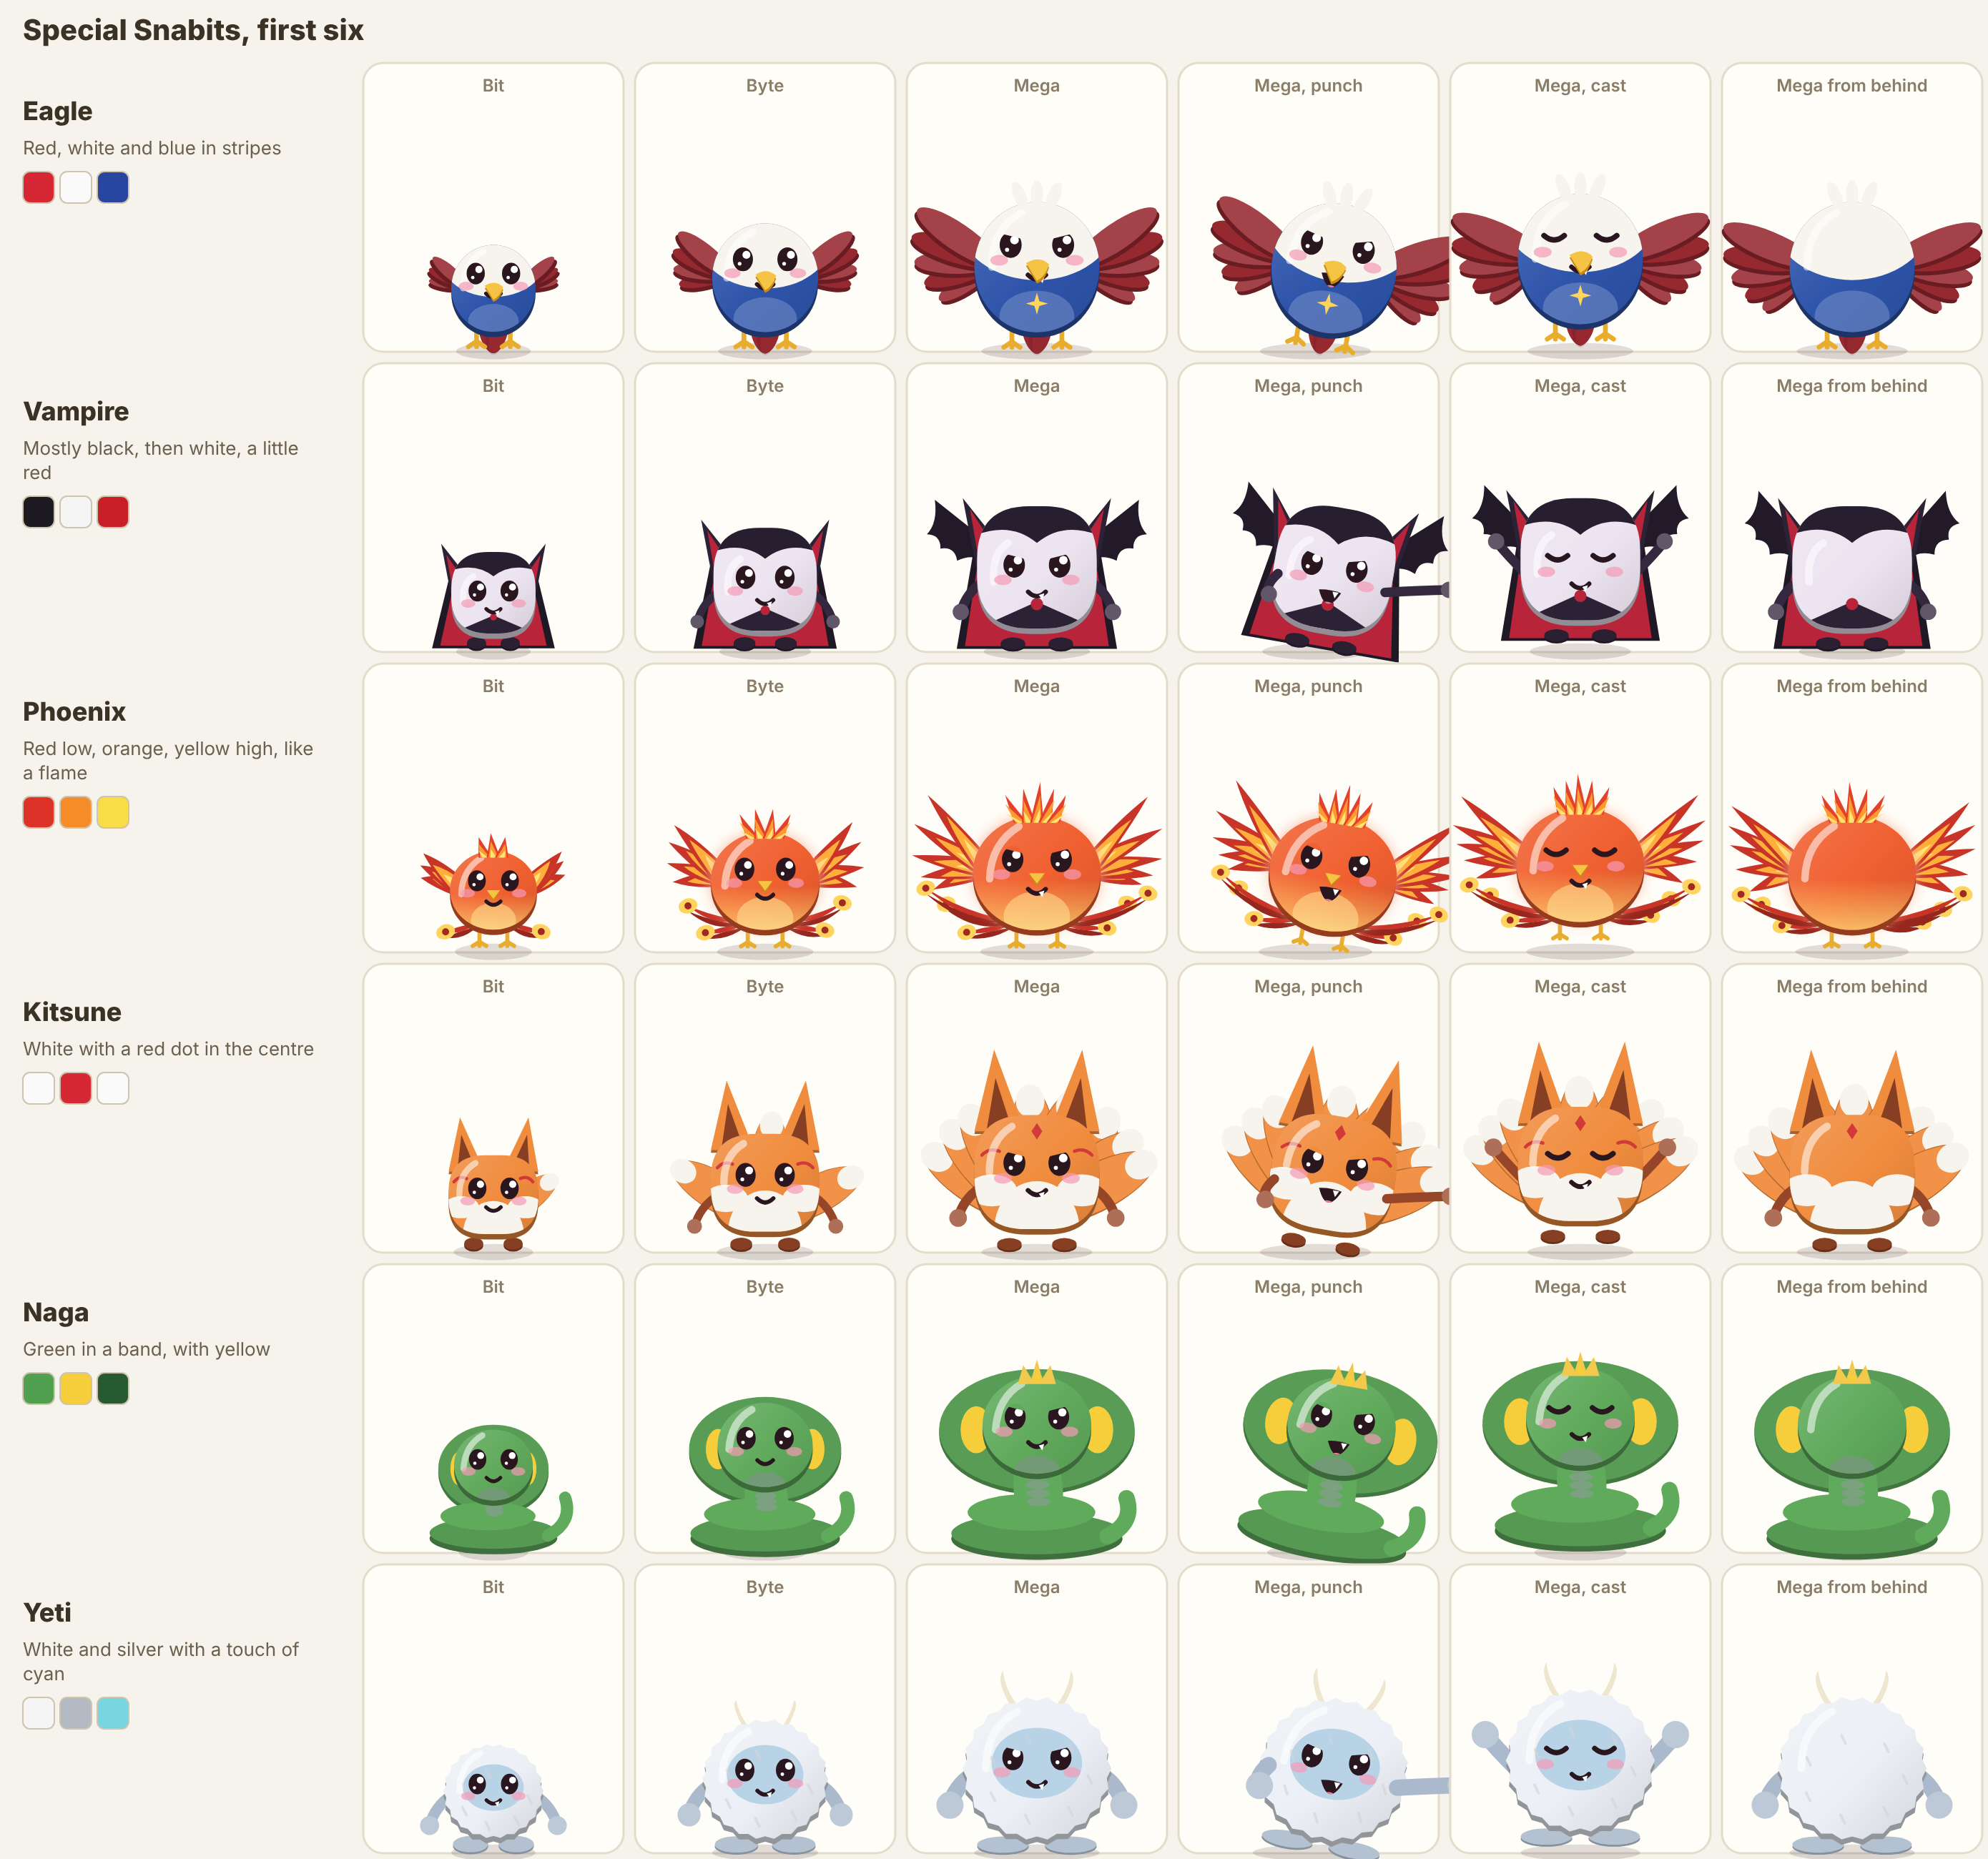 Special Snabits, first six
Bit
Byte
Mega
Mega, punch
Mega, cast
Mega from behind
Eagle
Red, white and blue in stripes
Bit
Byte
Mega
Mega, punch
Mega, cast
Mega from behind
Vampire
Mostly black, then white, a little
red
Bit
Byte
Mega
Mega, punch
Mega, cast
Mega from behind
Phoenix
Red low, orange, yellow high, like
a flame
Bit
Byte
Mega
Mega, punch
Mega, cast
Mega from behind
Kitsune
White with a red dot in the centre
Bit
Byte
Mega
Mega, punch
Mega, cast
Mega from behind
Naga
Green in a band, with yellow
Bit
Byte
Mega
Mega, punch
Mega, cast
Mega from behind
Yeti
White and silver with a touch of
cyan